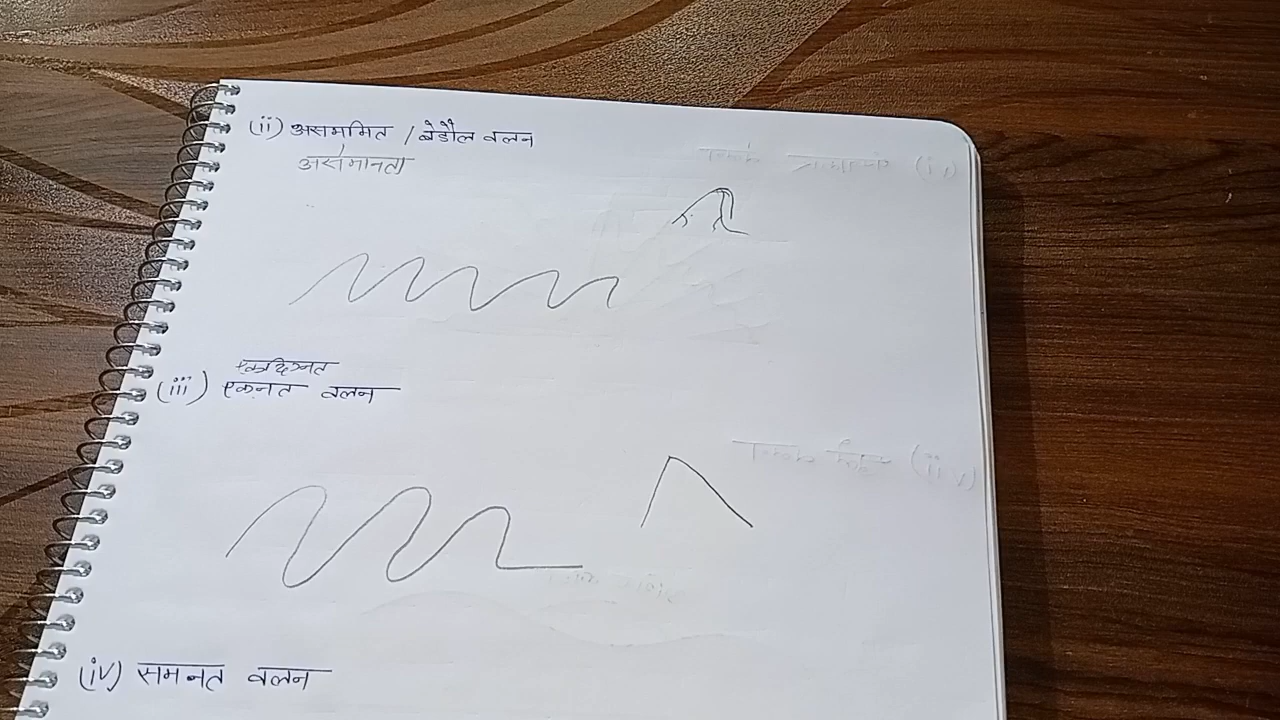 (ii) असममित / बेडौल वलन
असमानता
एकदिग्नत
(iii) एकनत वलन
(iv) समनत वलन